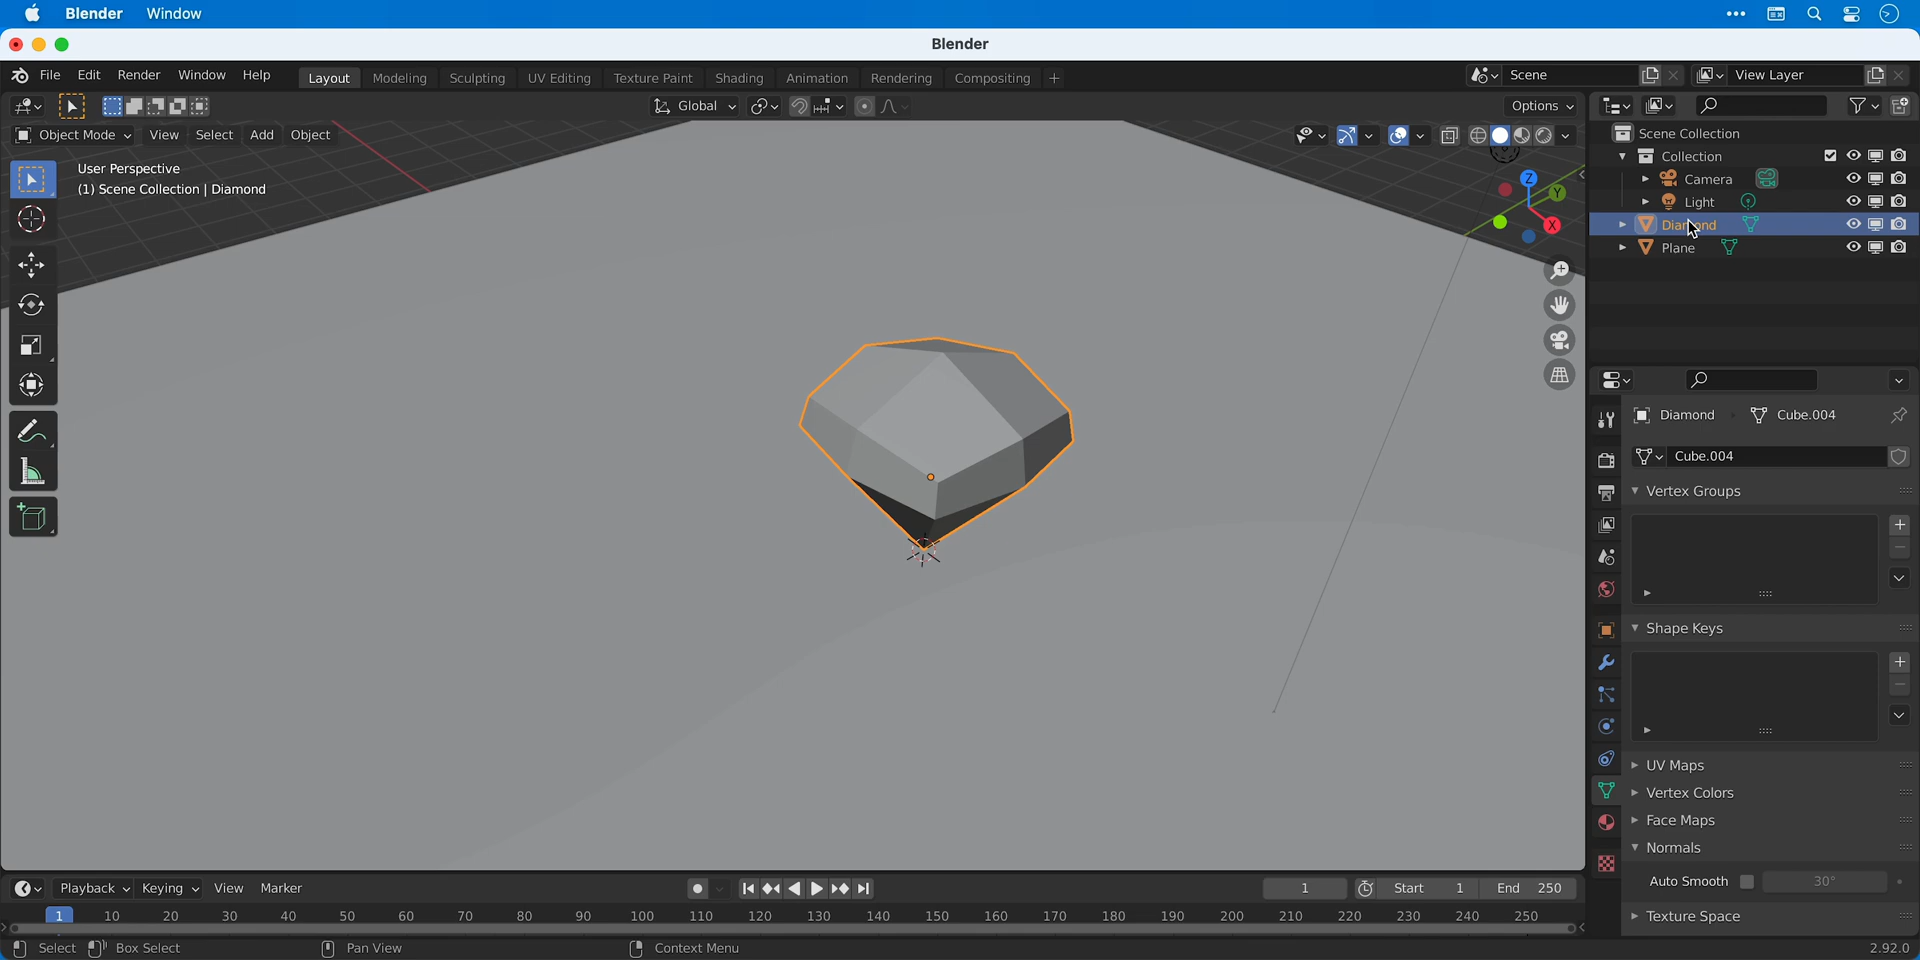 Blender Window
Blender
File Edit Render Window Help Layout Modeling Sculpting UV Editing Texture Paint Shading Animation Rendering Compositing + Scene View Layer
Global Options
Object Mode View Select Add Object
User Perspective
(1) Scene Collection | Diamond
Z
Y
X
Scene Collection
Collection
Camera
Light
Diamond
Plane
Diamond Cube.004
Cube.004
Vertex Groups
Shape Keys
UV Maps
Vertex Colors
Face Maps
Normals
Auto Smooth 30°
Texture Space
Playback Keying View Marker 1 Start 1 End 250
1 10 20 30 40 50 60 70 80 90 100 110 120 130 140 150 160 170 180 190 200 210 220 230 240 250
Select Box Select Pan View Context Menu 2.92.0